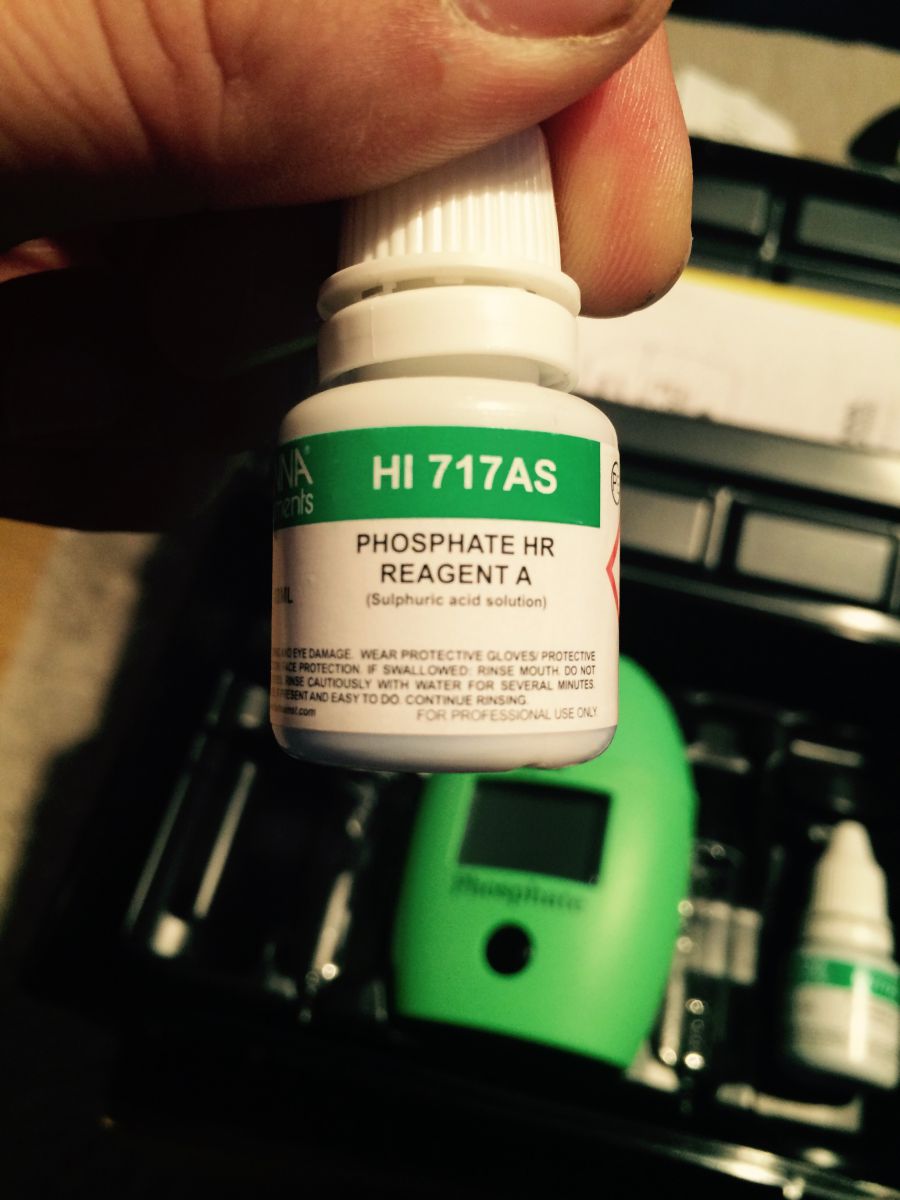 HI 717AS
PHOSPHATE HR
REAGENT A
(Sulphuric acid solution)
AND EYE DAMAGE. WEAR PROTECTIVE GLOVES/ PROTECTIVE
FACE PROTECTION. IF SWALLOWED: RINSE MOUTH. DO NOT
RINSE CAUTIOUSLY WITH WATER FOR SEVERAL MINUTES.
PRESENT AND EASY TO DO. CONTINUE RINSING.
FOR PROFESSIONAL USE ONLY
Phosphate